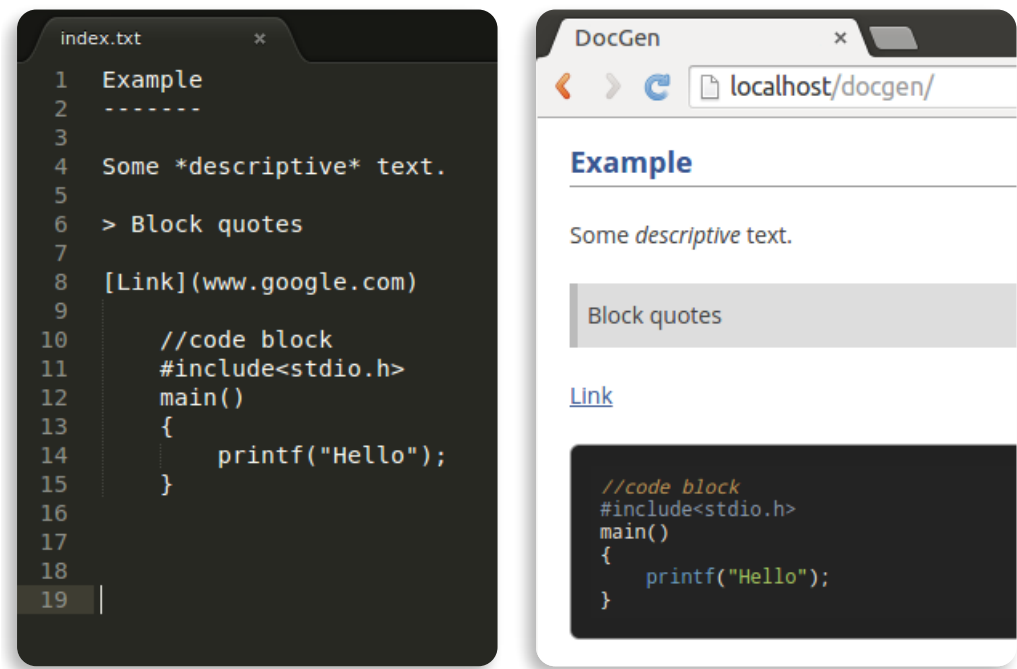 index.txt ×
1 Example
2 -------
3
4 Some *descriptive* text.
5
6 > Block quotes
7
8 [Link](www.google.com)
9
10     //code block
11     #include<stdio.h>
12     main()
13     {
14         printf("Hello");
15     }
16
17
18
19
DocGen ×
localhost/docgen/
Example
Some descriptive text.
Block quotes
Link
//code block
#include<stdio.h>
main()
{
    printf("Hello");
}